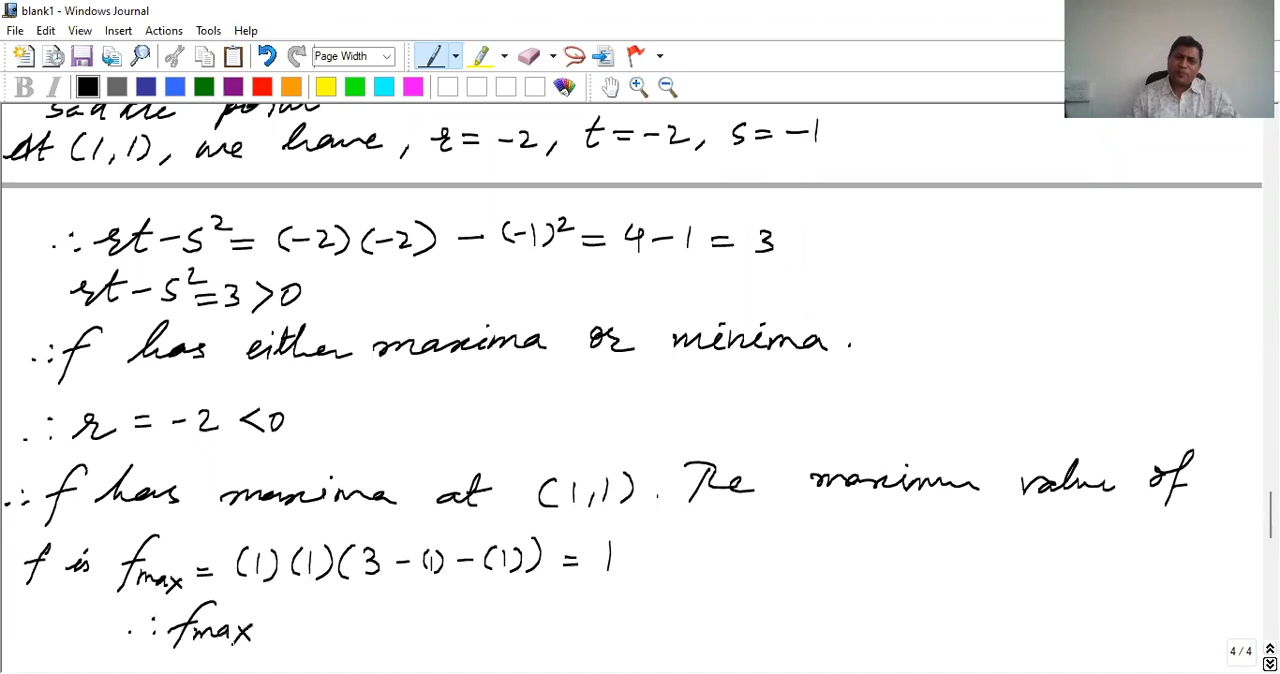 blank1 - Windows Journal
File Edit View Insert Actions Tools Help
Page Width
B I
saddle point
At (1,1), we have, r = -2, t = -2, s = -1
∴ rt - s² = (-2)(-2) - (-1)² = 4 - 1 = 3
rt - s² = 3 > 0
∴ f has either maxima or minima.
∴ r = -2 < 0
∴ f has maxima at (1,1). The maximum value of
f is fmax = (1)(1)(3 - (1) - (1)) = 1
∴ fmax
4 / 4